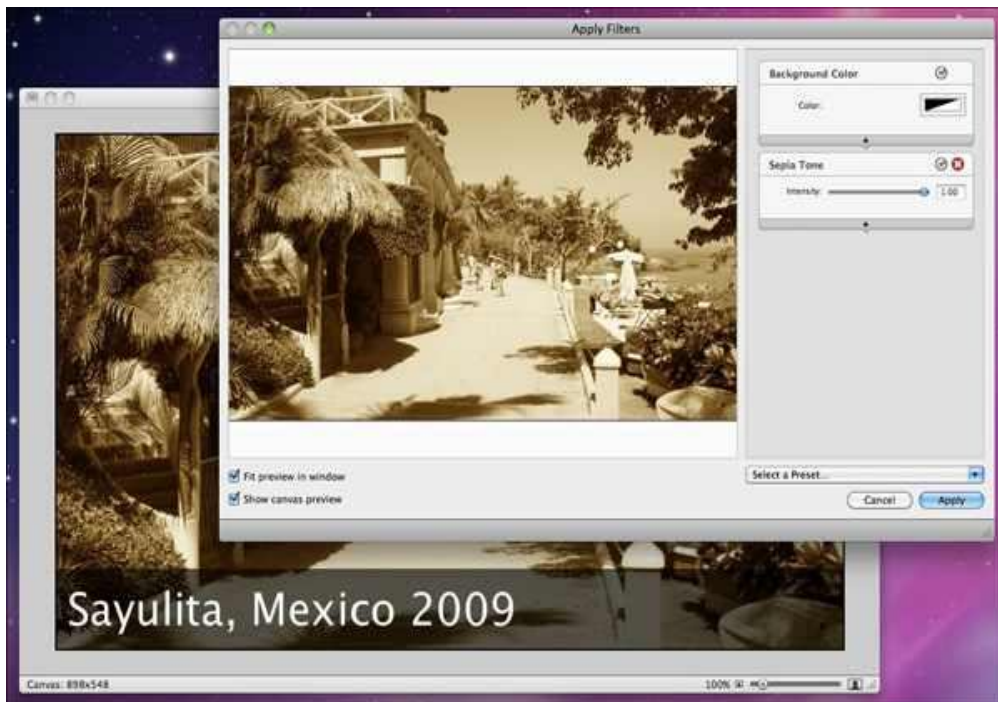 Apply Filters
Background Color
Color:
Sepia Tone
Intensity: 1.00
Fit preview in window
Show canvas preview
Select a Preset...
Cancel Apply
Sayulita, Mexico 2009
Canvas: 898x548
100%